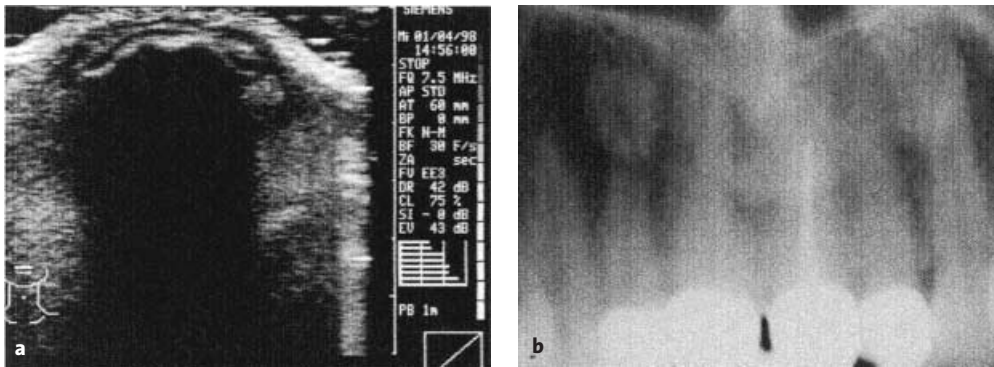 SIEMENS
Mi 01/04/98
14:56:00
STOP
FQ 7.5 MHz
AP STD
AT 60 mm
BP 0 mm
FK N-M
BF 30 F/s
ZA sec
FV EE3
DR 42 dB
CL 75 %
SI - 0 dB
EV 43 dB
PB 1m
a
b